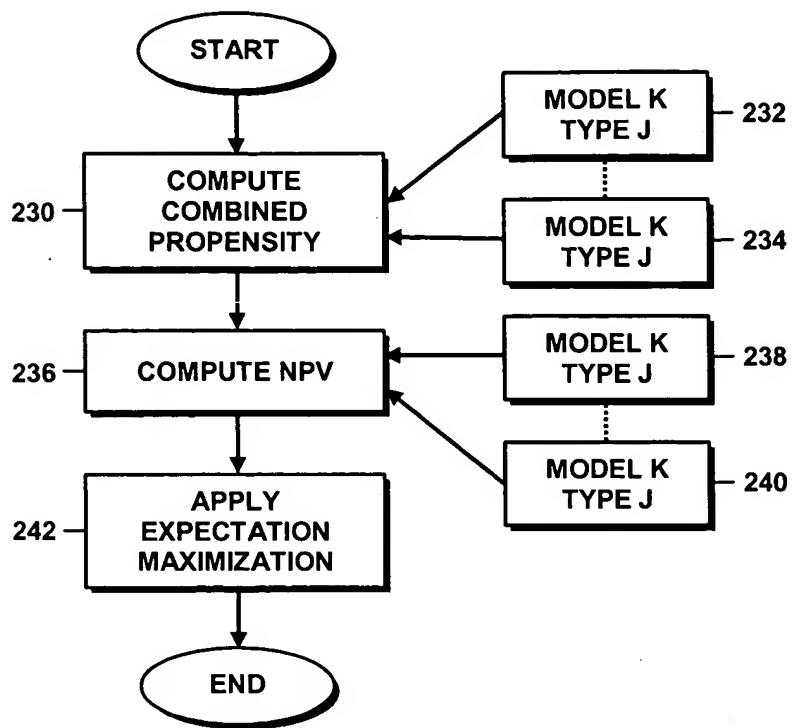 START
MODEL K
TYPE J
232
COMPUTE
COMBINED
PROPENSITY
230
MODEL K
TYPE J
234
COMPUTE NPV
236
MODEL K
TYPE J
238
MODEL K
TYPE J
240
APPLY
EXPECTATION
MAXIMIZATION
242
END